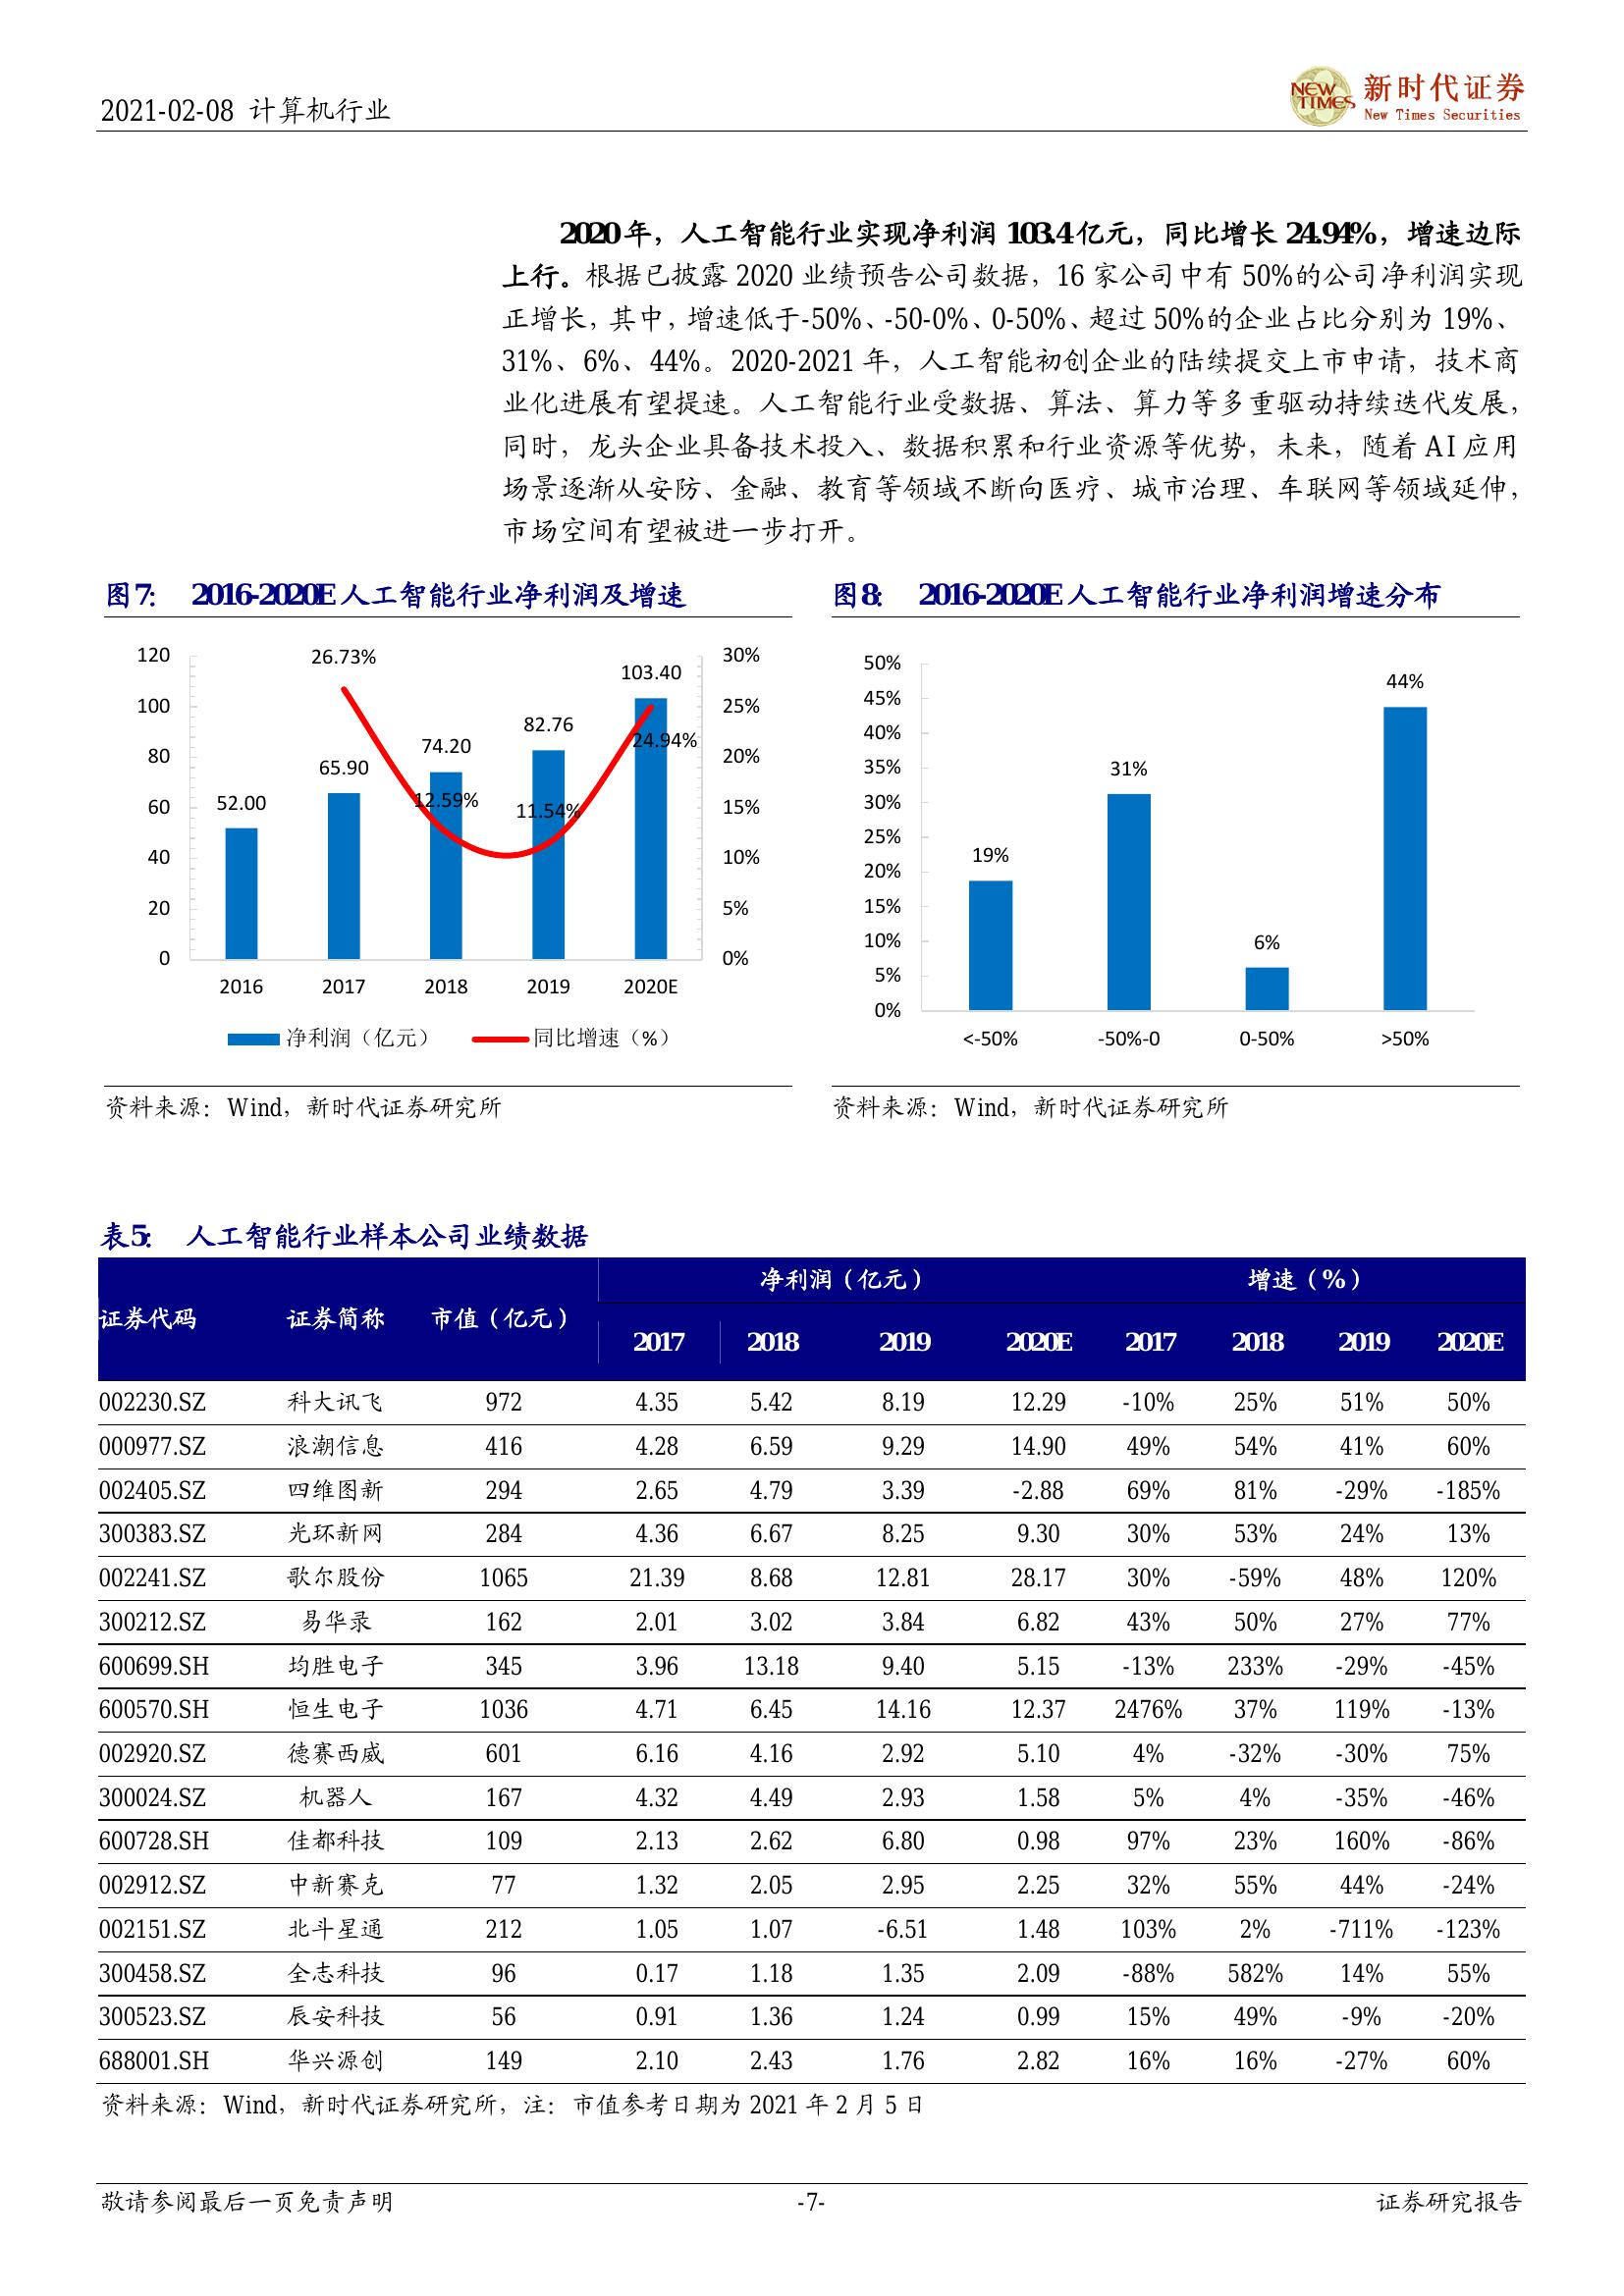 2021-02-08 计算机行业
NEW TIMES 新时代证券
New Times Securities
2020年，人工智能行业实现净利润103.4亿元，同比增长24.94%，增速边际
上行。根据已披露 2020 业绩预告公司数据，16 家公司中有 50%的公司净利润实现
正增长，其中，增速低于-50%、-50-0%、0-50%、超过 50%的企业占比分别为 19%、
31%、6%、44%。2020-2021 年，人工智能初创企业的陆续提交上市申请，技术商
业化进展有望提速。人工智能行业受数据、算法、算力等多重驱动持续迭代发展，
同时，龙头企业具备技术投入、数据积累和行业资源等优势，未来，随着 AI 应用
场景逐渐从安防、金融、教育等领域不断向医疗、城市治理、车联网等领域延伸，
市场空间有望被进一步打开。
图7： 2016-2020E人工智能行业净利润及增速
120
100
80
60
40
20
0
30%
25%
20%
15%
10%
5%
0%
52.00
65.90
74.20
82.76
103.40
26.73%
12.59%
11.54%
24.94%
2016 2017 2018 2019 2020E
净利润（亿元） 同比增速（%）
资料来源：Wind，新时代证券研究所
图8： 2016-2020E人工智能行业净利润增速分布
50%
45%
40%
35%
30%
25%
20%
15%
10%
5%
0%
19%
31%
6%
44%
<-50% -50%-0 0-50% >50%
资料来源：Wind，新时代证券研究所
表5： 人工智能行业样本公司业绩数据
证券代码 证券简称 市值（亿元） 净利润（亿元） 增速（%）
2017 2018 2019 2020E 2017 2018 2019 2020E
002230.SZ 科大讯飞 972 4.35 5.42 8.19 12.29 -10% 25% 51% 50%
000977.SZ 浪潮信息 416 4.28 6.59 9.29 14.90 49% 54% 41% 60%
002405.SZ 四维图新 294 2.65 4.79 3.39 -2.88 69% 81% -29% -185%
300383.SZ 光环新网 284 4.36 6.67 8.25 9.30 30% 53% 24% 13%
002241.SZ 歌尔股份 1065 21.39 8.68 12.81 28.17 30% -59% 48% 120%
300212.SZ 易华录 162 2.01 3.02 3.84 6.82 43% 50% 27% 77%
600699.SH 均胜电子 345 3.96 13.18 9.40 5.15 -13% 233% -29% -45%
600570.SH 恒生电子 1036 4.71 6.45 14.16 12.37 2476% 37% 119% -13%
002920.SZ 德赛西威 601 6.16 4.16 2.92 5.10 4% -32% -30% 75%
300024.SZ 机器人 167 4.32 4.49 2.93 1.58 5% 4% -35% -46%
600728.SH 佳都科技 109 2.13 2.62 6.80 0.98 97% 23% 160% -86%
002912.SZ 中新赛克 77 1.32 2.05 2.95 2.25 32% 55% 44% -24%
002151.SZ 北斗星通 212 1.05 1.07 -6.51 1.48 103% 2% -711% -123%
300458.SZ 全志科技 96 0.17 1.18 1.35 2.09 -88% 582% 14% 55%
300523.SZ 辰安科技 56 0.91 1.36 1.24 0.99 15% 49% -9% -20%
688001.SH 华兴源创 149 2.10 2.43 1.76 2.82 16% 16% -27% 60%
资料来源：Wind，新时代证券研究所，注：市值参考日期为 2021 年 2 月 5 日
敬请参阅最后一页免责声明 -7- 证券研究报告